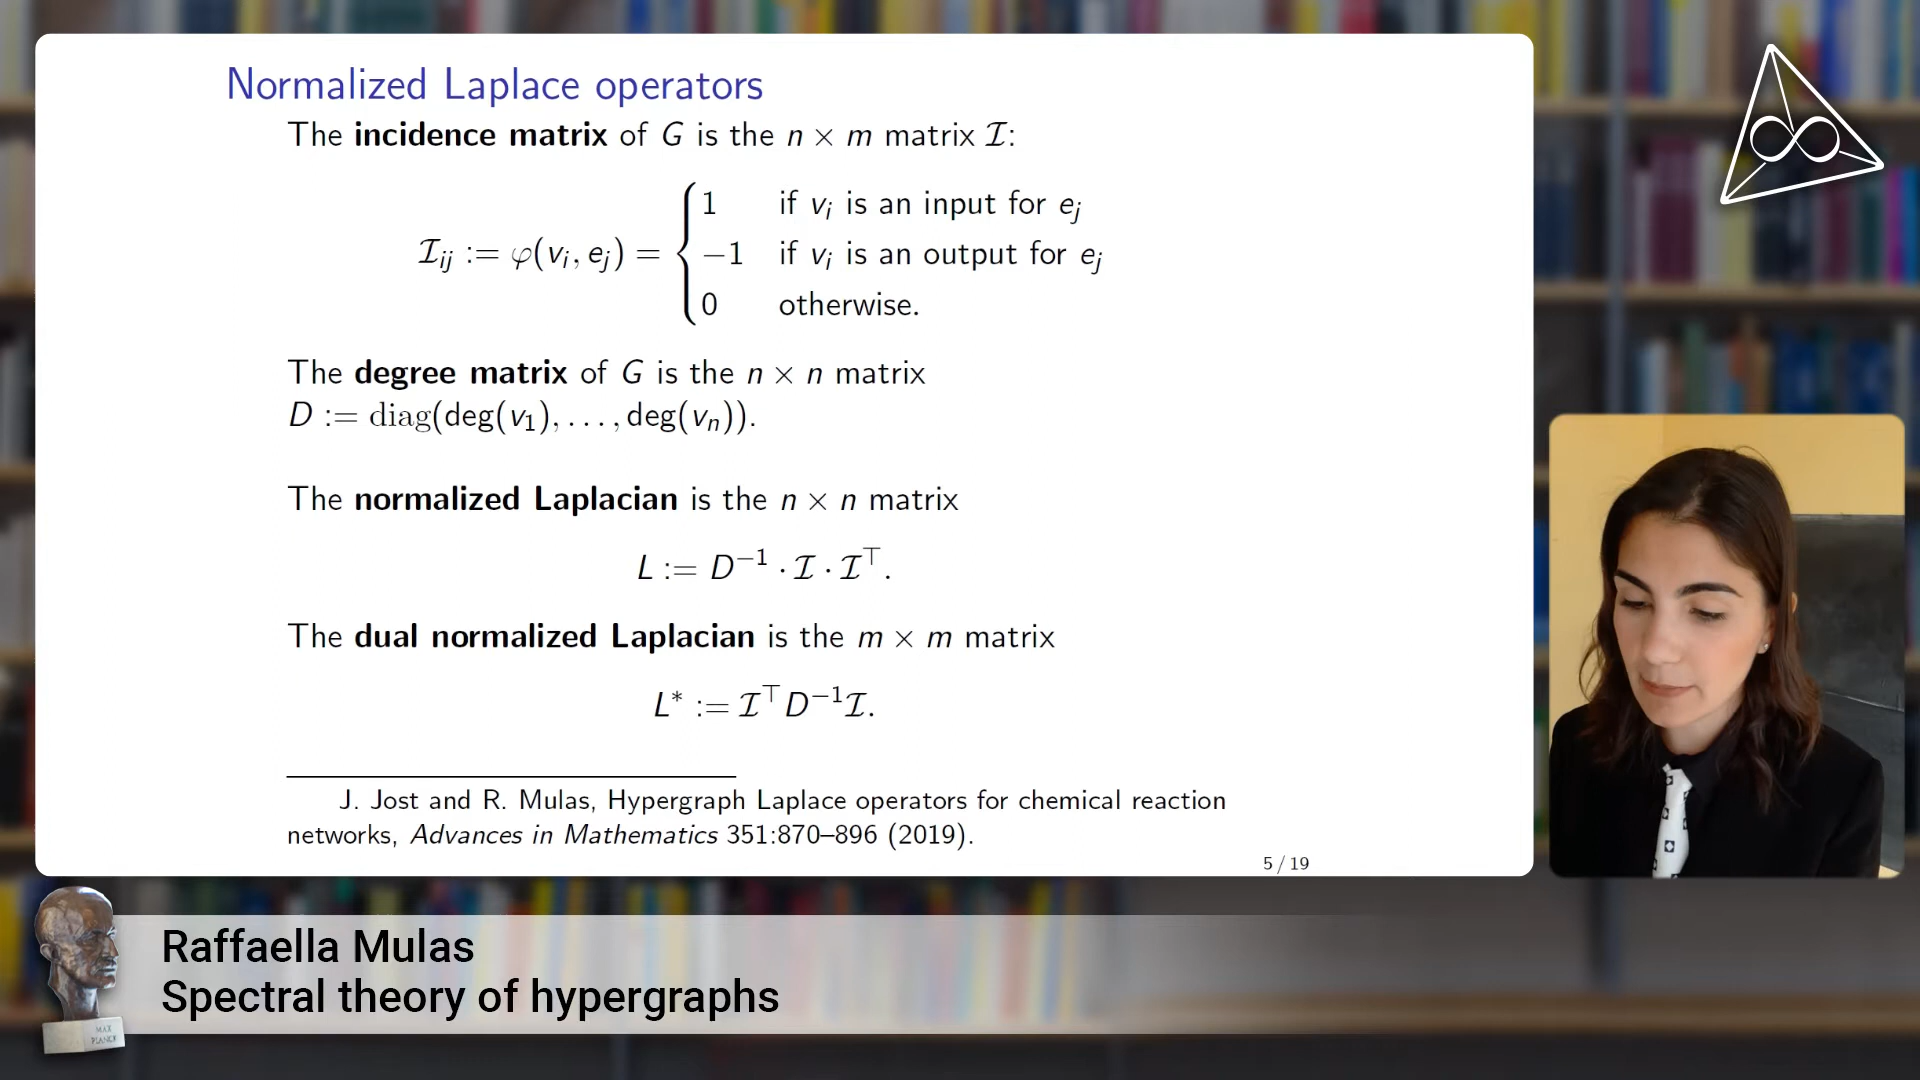 Normalized Laplace operators
The incidence matrix of G is the n × m matrix ℐ:
ℐij := φ(vi, ej) = { 1 if vi is an input for ej
−1 if vi is an output for ej
0 otherwise.
The degree matrix of G is the n × n matrix
D := diag(deg(v1), . . . , deg(vn)).
The normalized Laplacian is the n × n matrix
L := D⁻¹ · ℐ · ℐ⊤.
The dual normalized Laplacian is the m × m matrix
L* := ℐ⊤D⁻¹ℐ.
J. Jost and R. Mulas, Hypergraph Laplace operators for chemical reaction
networks, Advances in Mathematics 351:870–896 (2019).
5 / 19
Raffaella Mulas
Spectral theory of hypergraphs
MAX
PLANCK